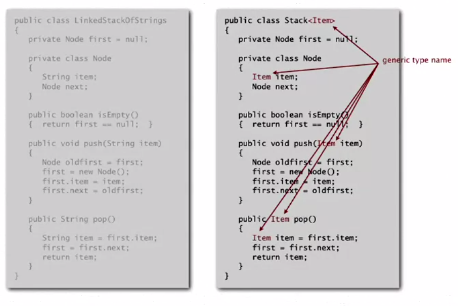 public class LinkedStackOfStrings
{
private Node first = null;
private class Node
{
String item;
Node next;
}
public boolean isEmpty()
{ return first == null; }
public void push(String item)
{
Node oldfirst = first;
first = new Node();
first.item = item;
first.next = oldfirst;
}
public String pop()
{
String item = first.item;
first = first.next;
return item;
}
}
public class Stack<Item>
{
private Node first = null;
private class Node
{
Item item;
Node next;
}
public boolean isEmpty()
{ return first == null; }
public void push(Item item)
{
Node oldfirst = first;
first = new Node();
first.item = item;
first.next = oldfirst;
}
public Item pop()
{
Item item = first.item;
first = first.next;
return item;
}
}
generic type name